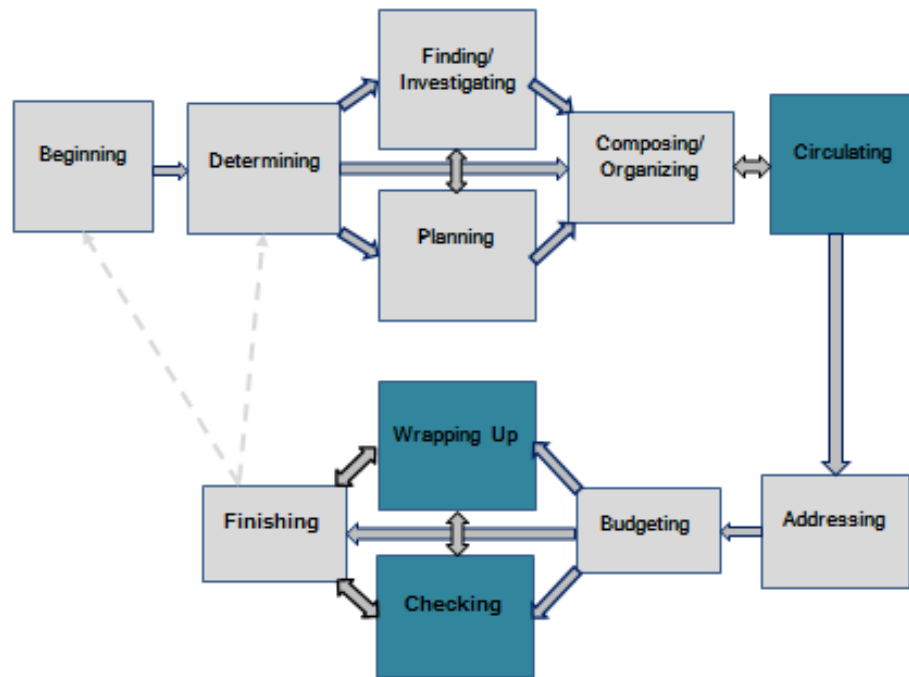 Finding/
Investigating
Beginning
Determining
Composing/
Organizing
Circulating
Planning
Wrapping Up
Finishing
Budgeting
Addressing
Checking